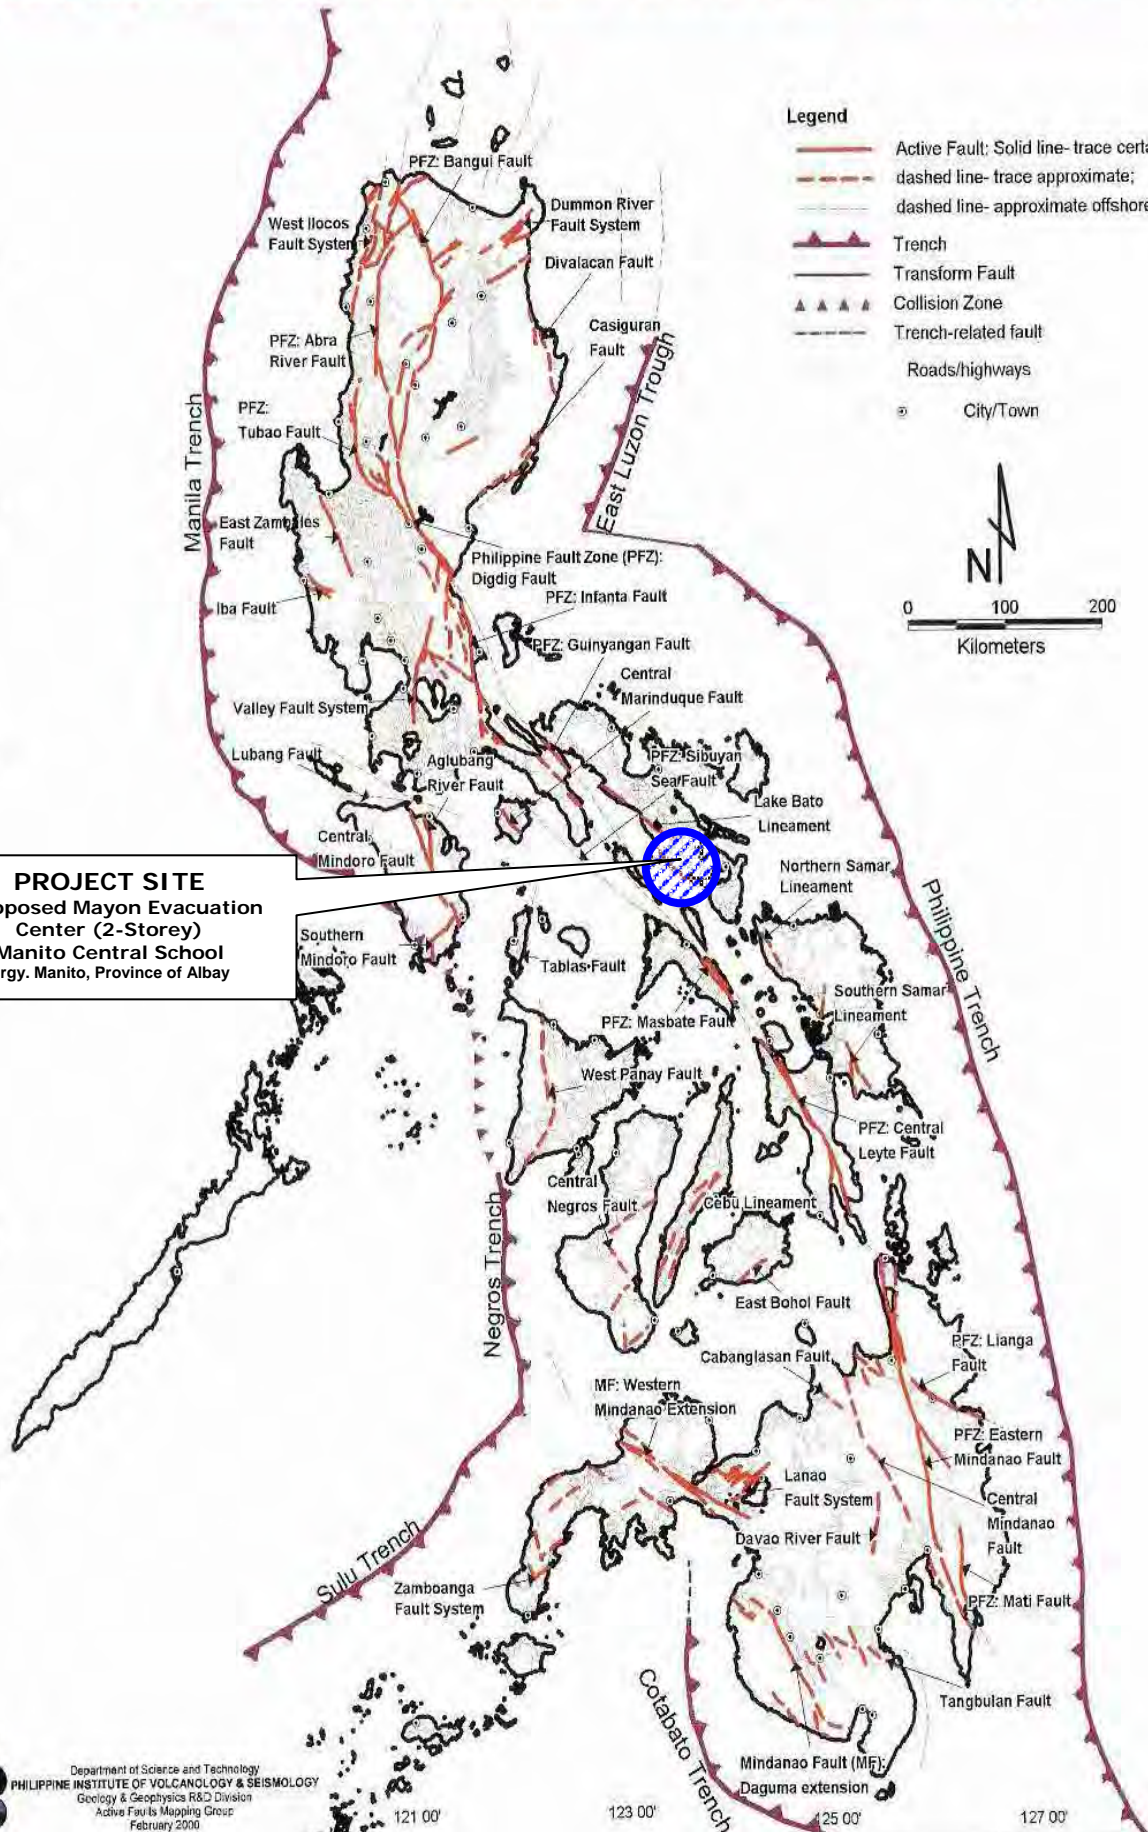 Legend
Active Fault: Solid line- trace certa
dashed line- trace approximate;
dashed line- approximate offshore
Trench
Transform Fault
Collision Zone
Trench-related fault
Roads/highways
City/Town
N
0 100 200
Kilometers
PFZ: Bangui Fault
West Ilocos
Fault System
Dummon River
Fault System
Divalacan Fault
Casiguran
Fault
PFZ: Abra
River Fault
PFZ:
Tubao Fault
Manila Trench
East Luzon Trough
East Zambales
Fault
Iba Fault
Philippine Fault Zone (PFZ):
Digdig Fault
PFZ: Infanta Fault
PFZ: Guinyangan Fault
Central
Marinduque Fault
Valley Fault System
Lubang Fault
Aglubang
River Fault
PFZ: Sibuyan
Sea Fault
Lake Bato
Lineament
Central
Mindoro Fault
Northern Samar
Lineament
PROJECT SITE
oposed Mayon Evacuation
Center (2-Storey)
Manito Central School
rgy. Manito, Province of Albay
Southern
Mindoro Fault
Tablas Fault
Philippine Trench
Southern Samar
Lineament
PFZ: Masbate Fault
West Panay Fault
PFZ: Central
Leyte Fault
Central
Negros Fault
Cebu Lineament
Negros Trench
East Bohol Fault
Cabanglasan Fault
PFZ: Lianga
Fault
MF: Western
Mindanao Extension
PFZ: Eastern
Mindanao Fault
Lanao
Fault System
Central
Mindanao
Fault
Davao River Fault
Sulu Trench
Zamboanga
Fault System
PFZ: Mati Fault
Tangbulan Fault
Cotabato Trench
Mindanao Fault (MF):
Daguma extension
Department of Science and Technology
PHILIPPINE INSTITUTE OF VOLCANOLOGY & SEISMOLOGY
Geology & Geophysics R&D Division
Active Faults Mapping Group
February 2000
121 00' 123 00' 125 00' 127 00'